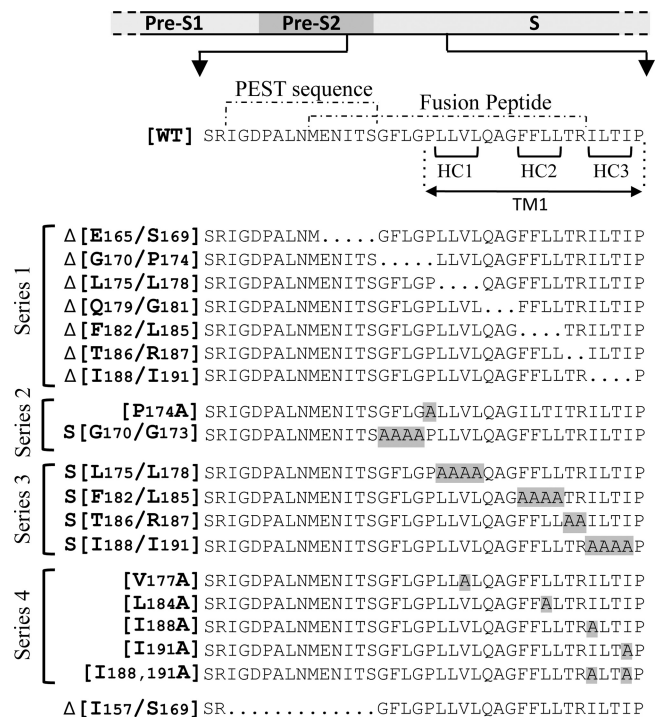 Pre-S1 Pre-S2 S
PEST sequence
Fusion Peptide
[WT] SRIGDPALNMENITSGFLGPLLVLQAGFFLLTRILTIP
HC1 HC2 HC3
TM1
Series 1
Δ[E165/S169] SRIGDPALNM.....GFLGPLLVLQAGFFLLTRILTIP
Δ[G170/P174] SRIGDPALNMENITS.....LLVLQAGFFLLTRILTIP
Δ[L175/L178] SRIGDPALNMENITSGFLGP....QAGFFLLTRILTIP
Δ[Q179/G181] SRIGDPALNMENITSGFLGPLLVL...FFLLTRILTIP
Δ[F182/L185] SRIGDPALNMENITSGFLGPLLVLQAG....TRILTIP
Δ[T186/R187] SRIGDPALNMENITSGFLGPLLVLQAGFFLL..ILTIP
Δ[I188/I191] SRIGDPALNMENITSGFLGPLLVLQAGFFLLTR....P
Series 2
[P174A] SRIGDPALNMENITSGFLGALLVLQAGILTITRILTIP
S[G170/G173] SRIGDPALNMENITSAAAAPLLVLQAGFFLLTRILTIP
Series 3
S[L175/L178] SRIGDPALNMENITSGFLGPAAAAQAGFFLLTRILTIP
S[F182/L185] SRIGDPALNMENITSGFLGPLLVLQAGAAAATRILTIP
S[T186/R187] SRIGDPALNMENITSGFLGPLLVLQAGFFLLAAILTIP
S[I188/I191] SRIGDPALNMENITSGFLGPLLVLQAGFFLLTRAAAAP
Series 4
[V177A] SRIGDPALNMENITSGFLGPLLALQAGFFLLTRILTIP
[L184A] SRIGDPALNMENITSGFLGPLLVLQAGFFALTRILTIP
[I188A] SRIGDPALNMENITSGFLGPLLVLQAGFFLLTRALTIP
[I191A] SRIGDPALNMENITSGFLGPLLVLQAGFFLLTRILTAP
[I188,191A] SRIGDPALNMENITSGFLGPLLVLQAGFFLLTRALTAP
Δ[I157/S169] SR.............GFLGPLLVLQAGFFLLTRILTIP